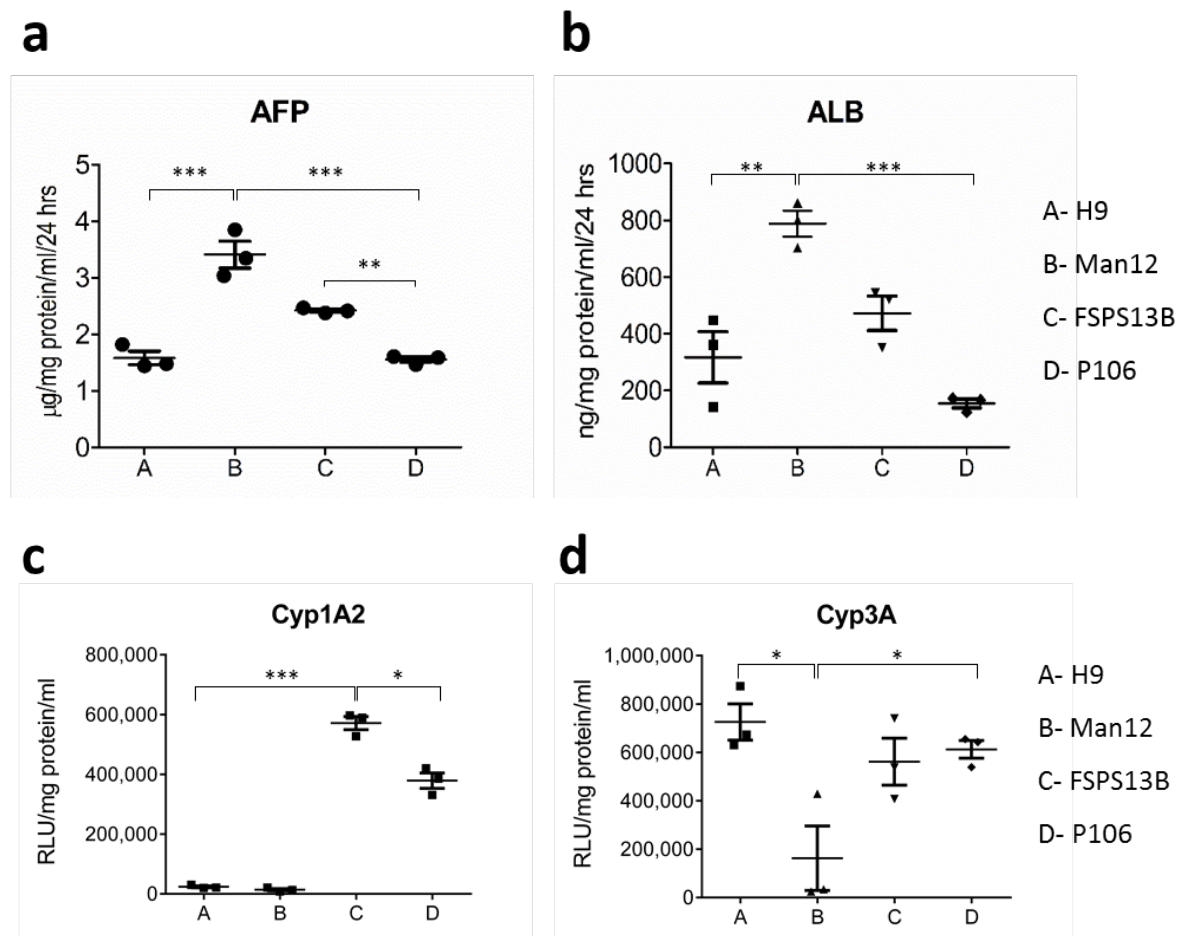 a
AFP
μg/mg protein/ml/24 hrs
5
4
3
2
1
0
***
***
**
A B C D
b
ALB
ng/mg protein/ml/24 hrs
1000
800
600
400
200
0
**
***
A B C D
A- H9
B- Man12
C- FSPS13B
D- P106
c
Cyp1A2
RLU/mg protein/ml
800,000
600,000
400,000
200,000
0
***
*
A B C D
d
Cyp3A
RLU/mg protein/ml
1,000,000
800,000
600,000
400,000
200,000
0
*
*
A B C D
A- H9
B- Man12
C- FSPS13B
D- P106